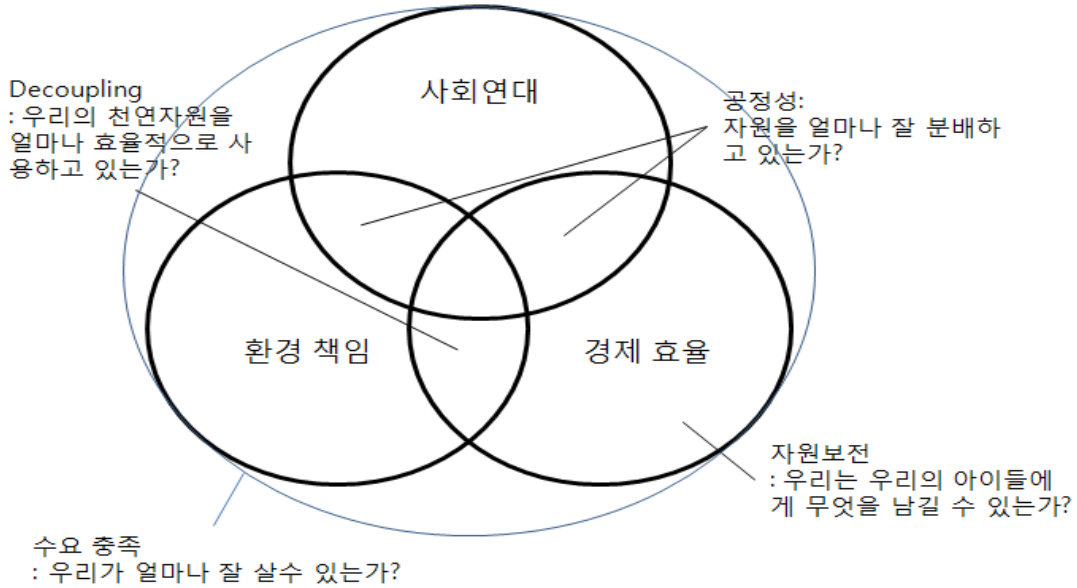 사회연대
Decoupling
: 우리의 천연자원을
얼마나 효율적으로 사
용하고 있는가?
공정성:
자원을 얼마나 잘 분배하
고 있는가?
환경 책임
경제 효율
자원보전
: 우리는 우리의 아이들에
게 무엇을 남길 수 있는가?
수요 충족
: 우리가 얼마나 잘 살수 있는가?